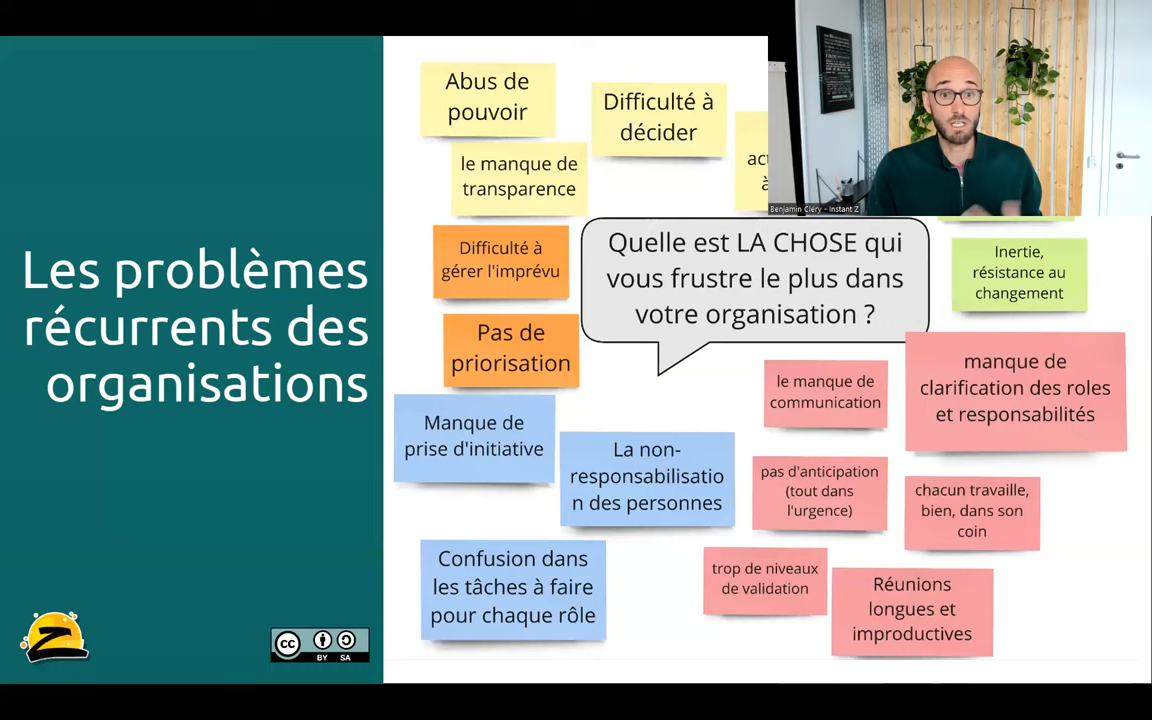 Les problèmes
récurrents des
organisations
Z
CC
BY SA
Abus de
pouvoir
Difficulté à
décider
le manque de
transparence
act
à
Difficulté à
gérer l'imprévu
Pas de
priorisation
Quelle est LA CHOSE qui
vous frustre le plus dans
votre organisation ?
Inertie,
résistance au
changement
Manque de
prise d'initiative
La non-
responsabilisatio
n des personnes
Confusion dans
les tâches à faire
pour chaque rôle
le manque de
communication
manque de
clarification des roles
et responsabilités
pas d'anticipation
(tout dans
l'urgence)
chacun travaille,
bien, dans son
coin
trop de niveaux
de validation
Réunions
longues et
improductives
Benjamin Cléry - Instant Z